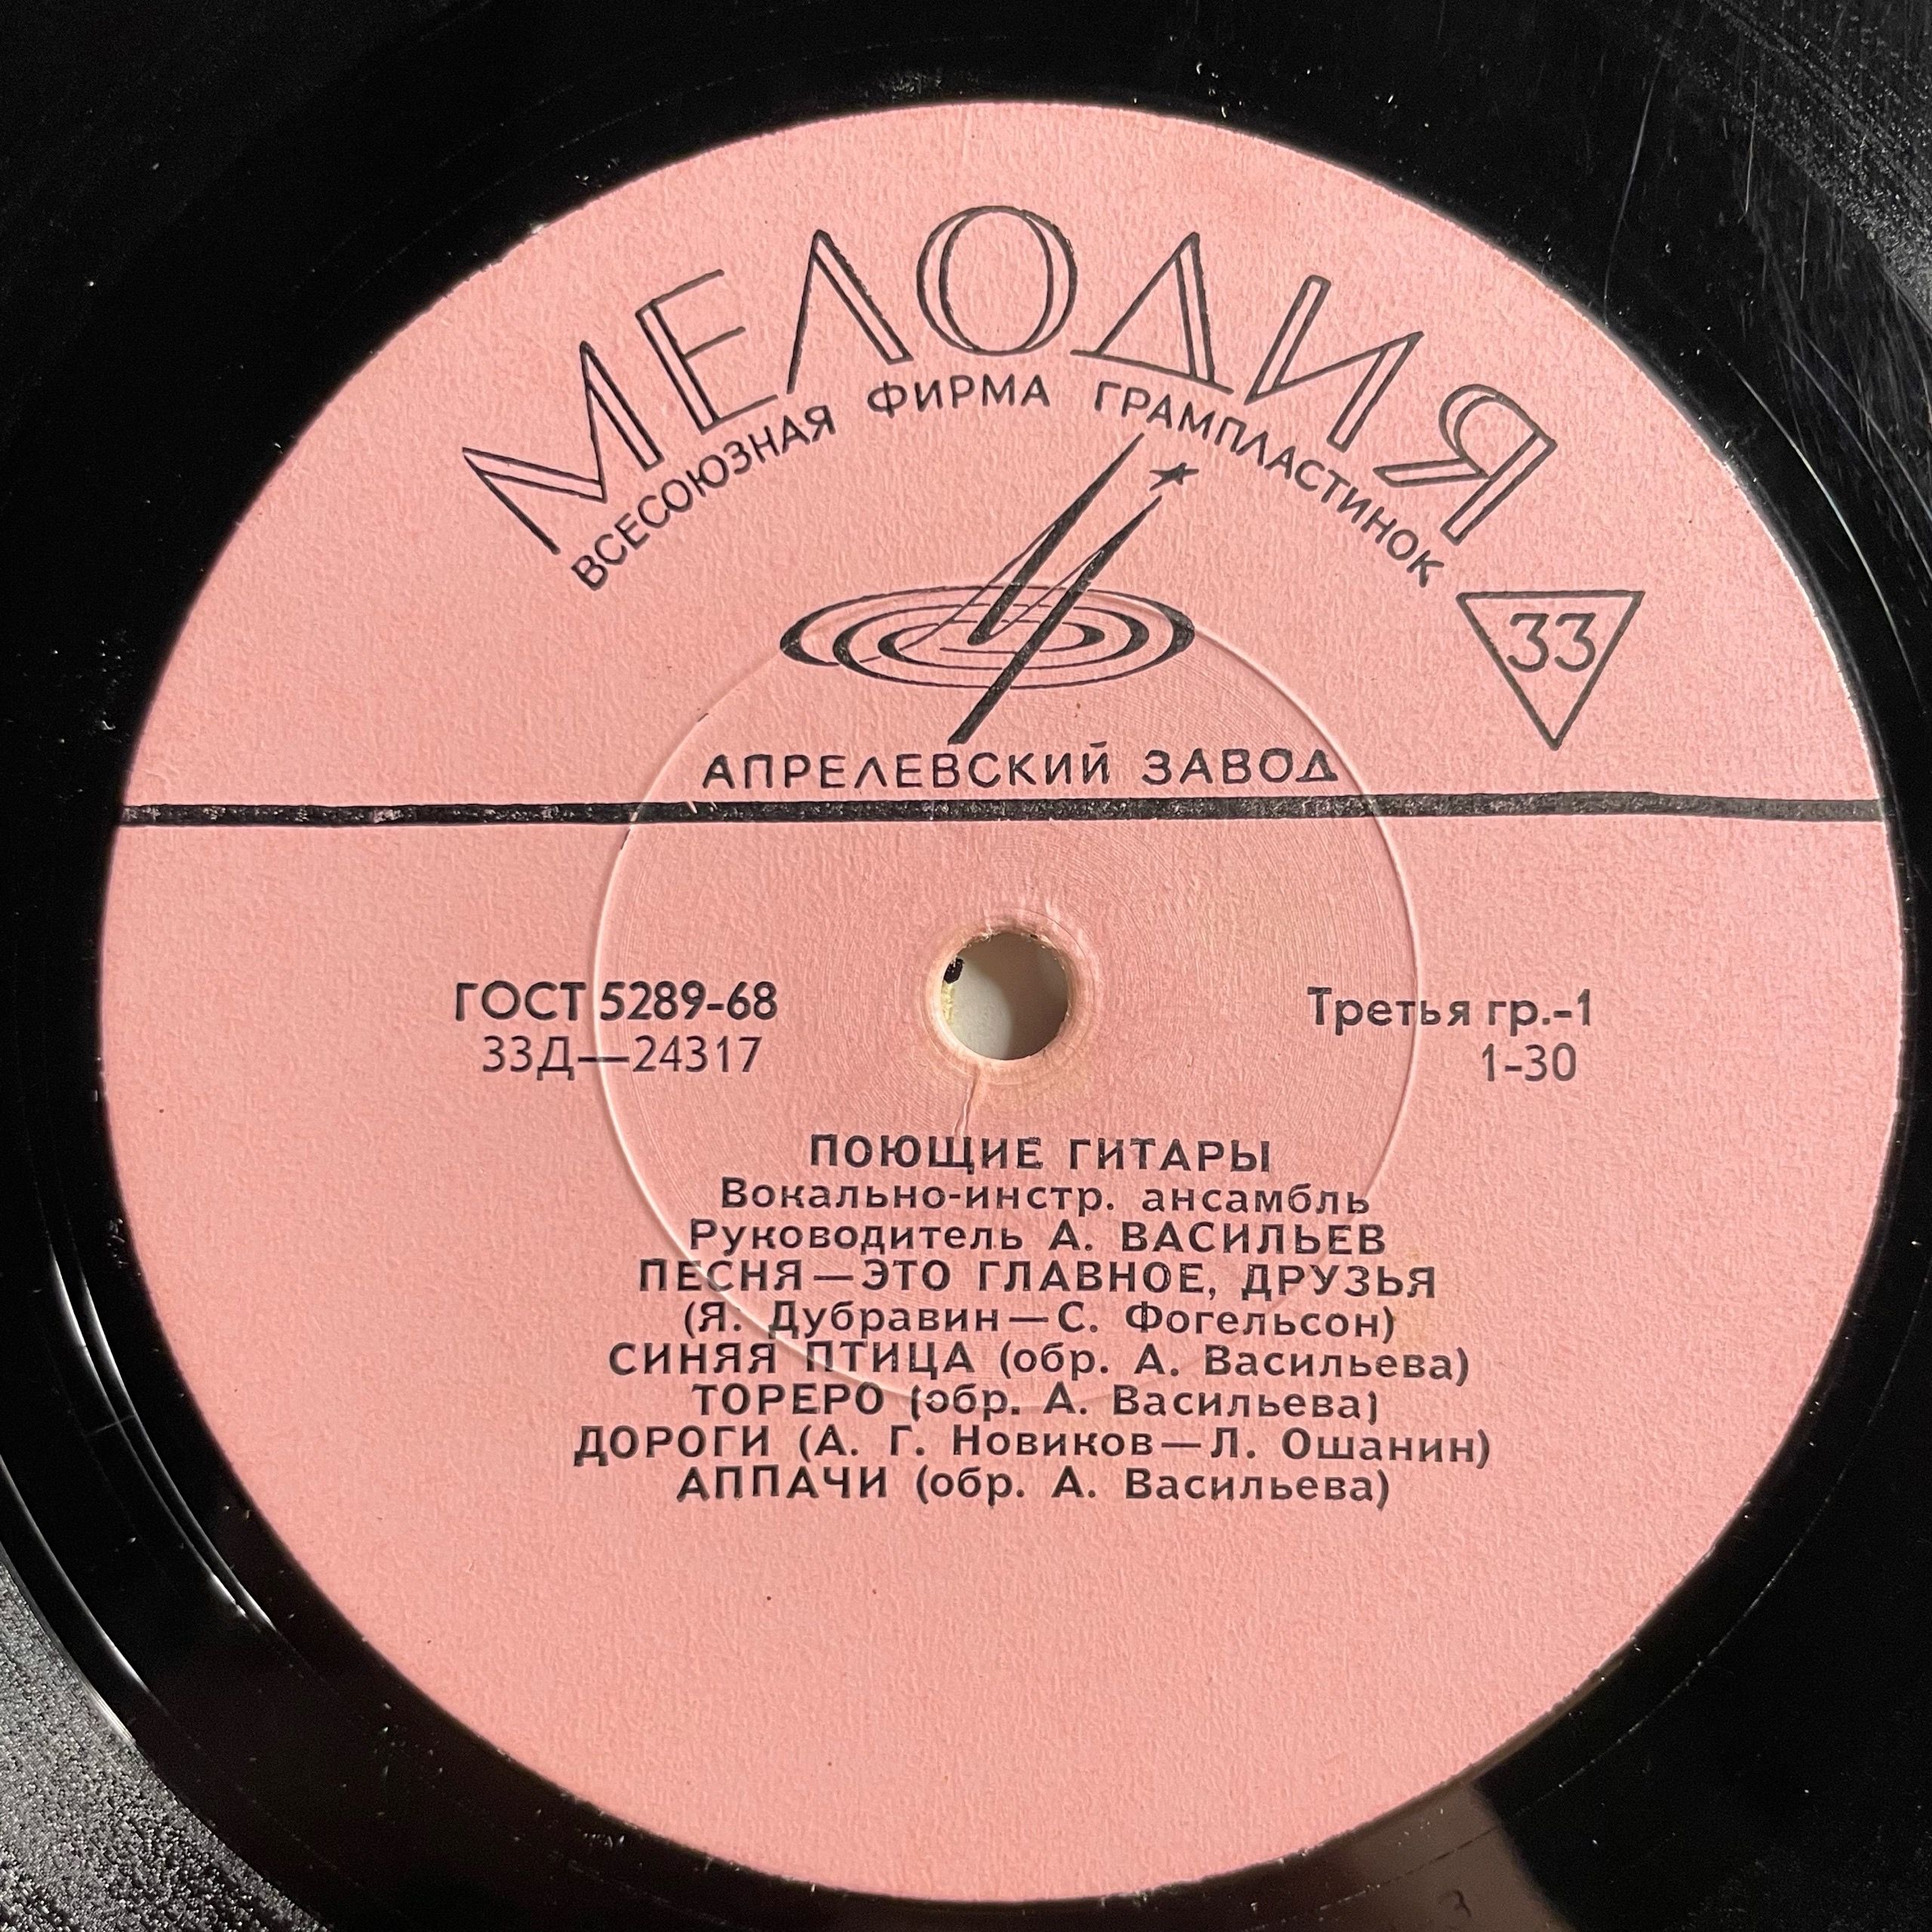 МЕЛОДИЯ
ВСЕСОЮЗНАЯ ФИРМА ГРАМПЛАСТИНОК
33
АПРЕЛЕВСКИЙ ЗАВОД
ГОСТ 5289-68
33Д—24317
Третья гр.-1
1-30
ПОЮЩИЕ ГИТАРЫ
Вокально-инстр. ансамбль
Руководитель А. ВАСИЛЬЕВ
ПЕСНЯ—ЭТО ГЛАВНОЕ, ДРУЗЬЯ
(Я. Дубравин—С. Фогельсон)
СИНЯЯ ПТИЦА (обр. А. Васильева)
ТОРЕРО (обр. А. Васильева)
ДОРОГИ (А. Г. Новиков—Л. Ошанин)
АППАЧИ (обр. А. Васильева)